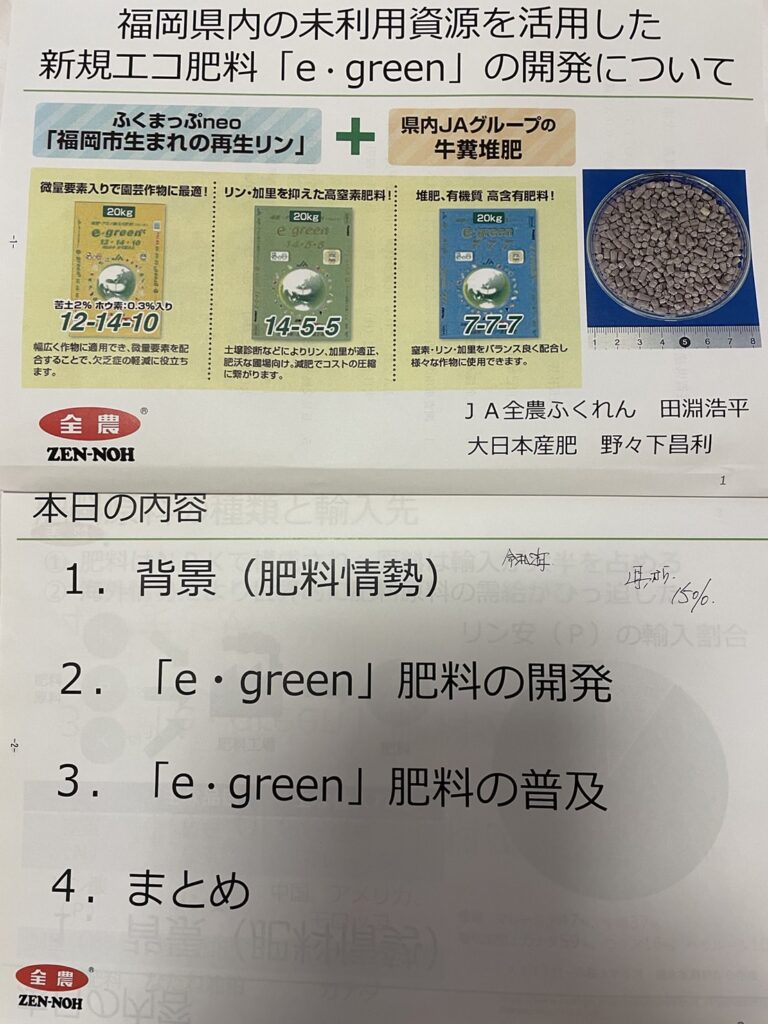 福岡県内の未利用資源を活用した
新規エコ肥料「e・green」の開発について
ふくまっぷneo
「福岡市生まれの再生リン」
+
県内JAグループの
牛糞堆肥
微量要素入りで園芸作物に最適!
20kg
e・green
12・14・10
苦土2% ホウ素:0.3%入り
12-14-10
幅広く作物に適用でき、微量要素を配
合することで、欠乏症の軽減に役立ち
ます。
リン・加里を抑えた高窒素肥料!
20kg
e・green
14-5-5
14-5-5
土壌診断などによりリン、加里が適正、
肥沃な圃場向け。減肥でコストの圧縮
に繋がります。
堆肥、有機質 高含有肥料!
20kg
e・green
7-7-7
7-7-7
窒素・リン・加里をバランス良く配合し
様々な作物に使用できます。
1 2 3 4 5 6 7 8
-1-
全農
®
ZEN-NOH
JA全農ふくれん 田淵浩平
大日本産肥 野々下昌利
1
本日の内容
1. 背景(肥料情勢)
15%.
2. 「e・green」肥料の開発
3. 「e・green」肥料の普及
4. まとめ
-2-
全農
®
ZEN-NOH